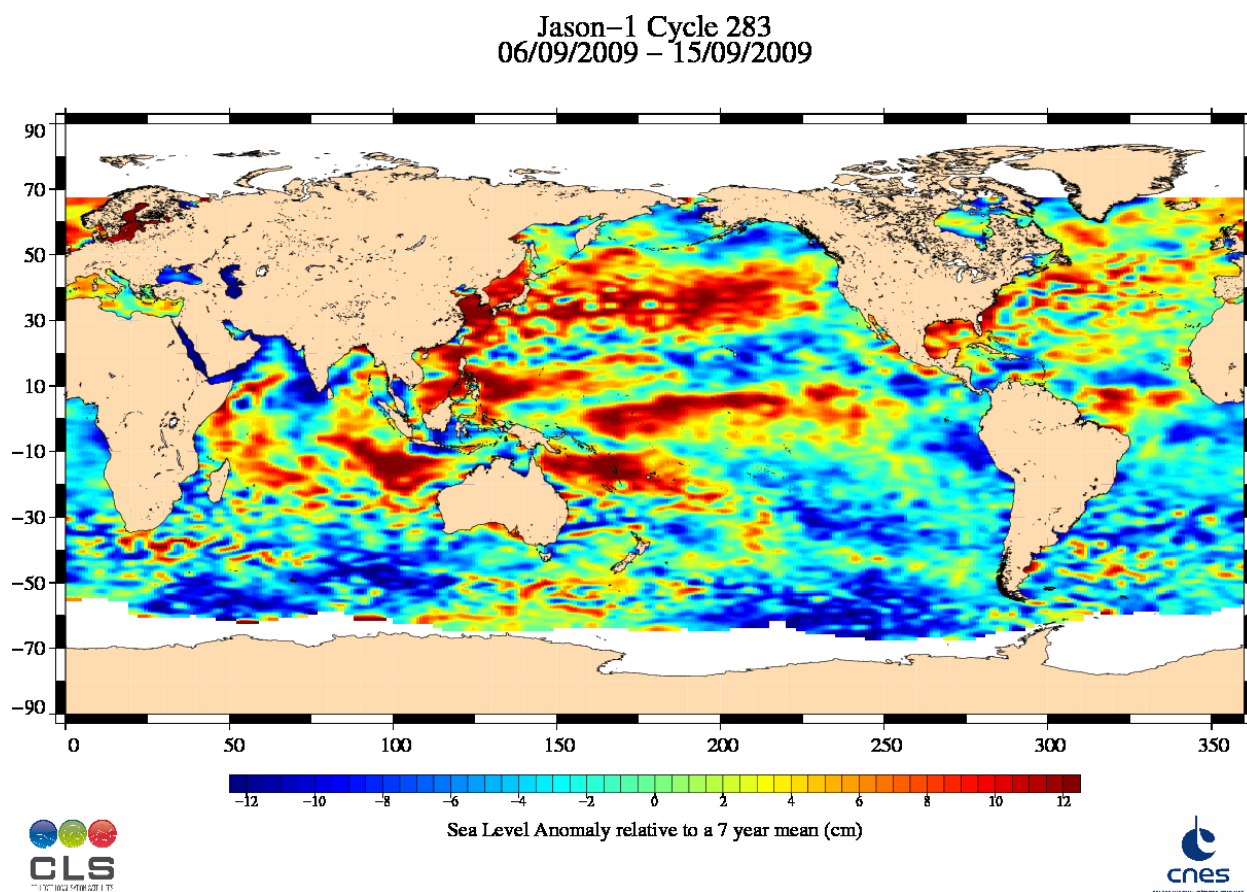 Jason−1 Cycle 283
06/09/2009 − 15/09/2009
90
70
50
30
10
−10
−30
−50
−70
−90
0 50 100 150 200 250 300 350
−12 −10 −8 −6 −4 −2 0 2 4 6 8 10 12
Sea Level Anomaly relative to a 7 year mean (cm)
CLS
cnes